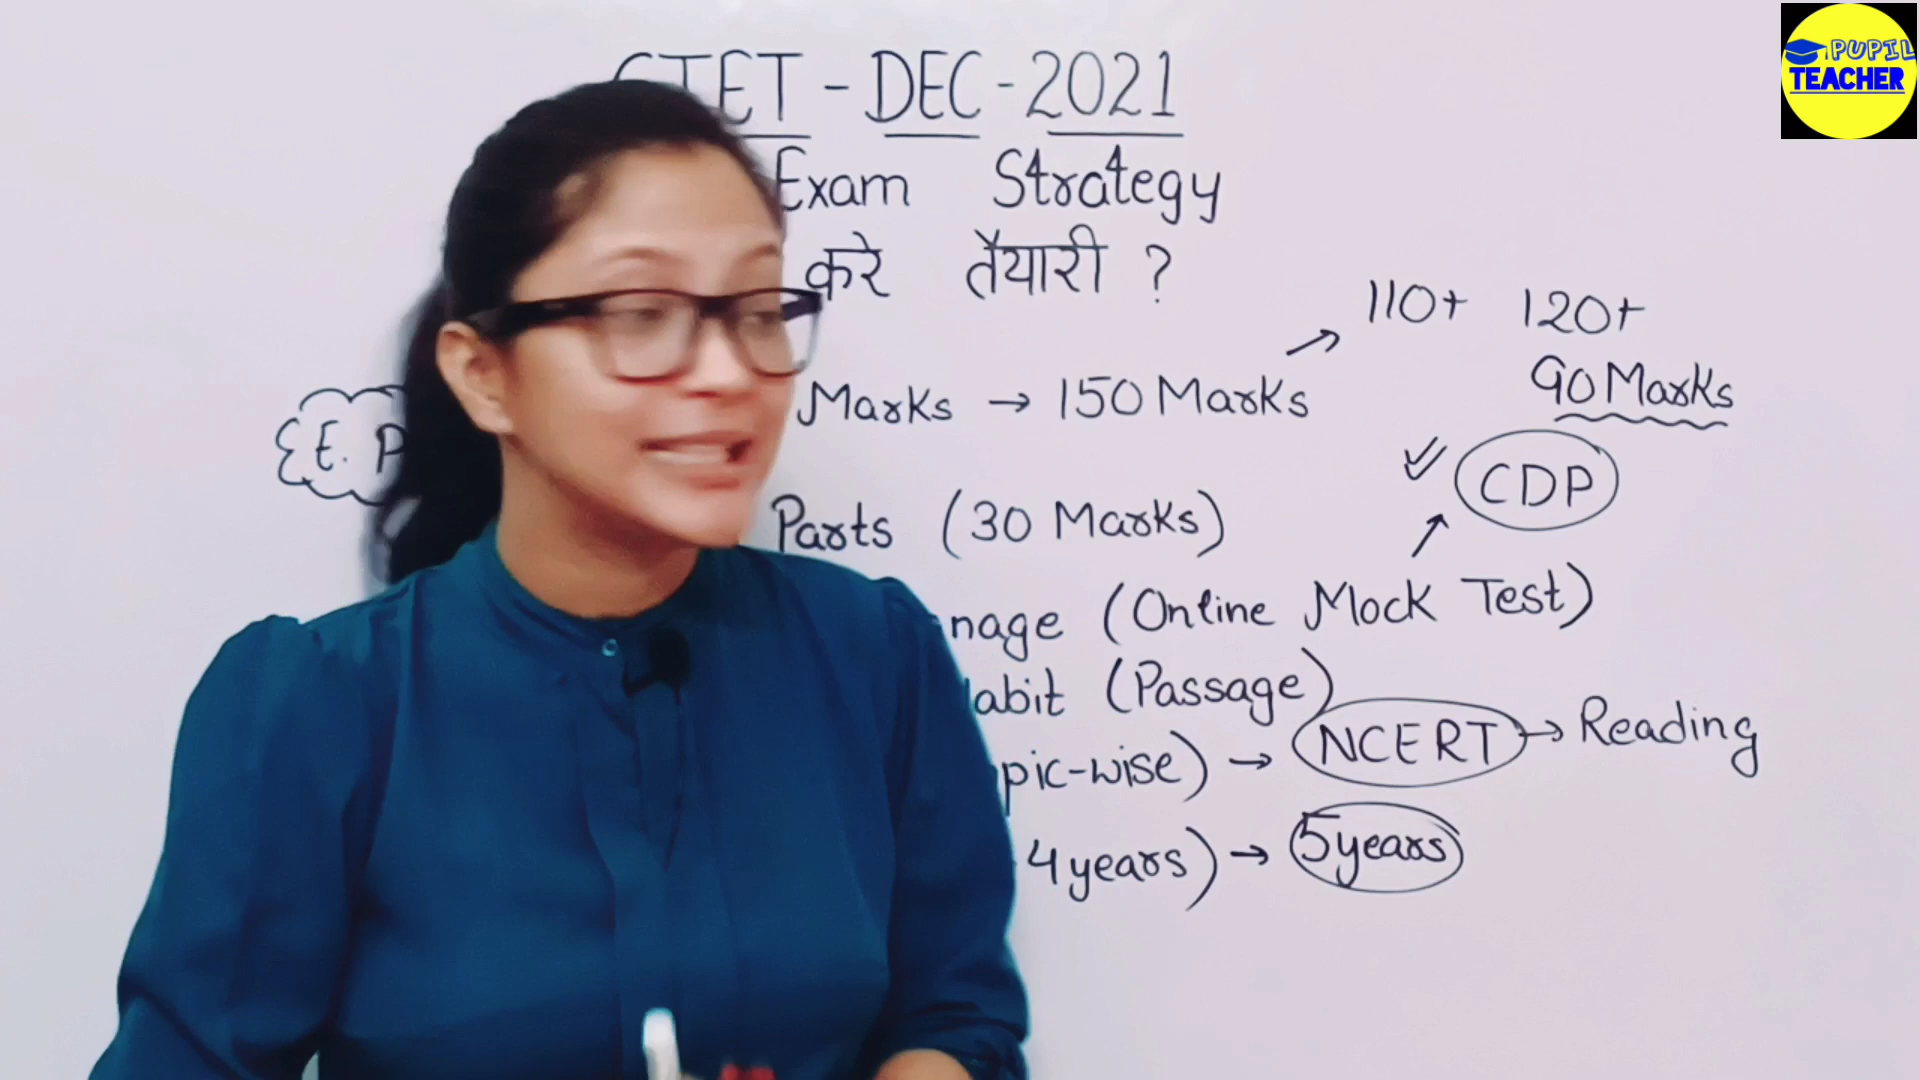 CTET - DEC - 2021
Exam Strategy
करे तैयारी ?
110+ 120+
90 Marks
Marks → 150 Marks
E. P
CDP
Parts (30 Marks)
nage (Online Mock Test)
abit (Passage)
pic-wise) → NCERT → Reading
4 years) → 5 years
PUPIL
TEACHER